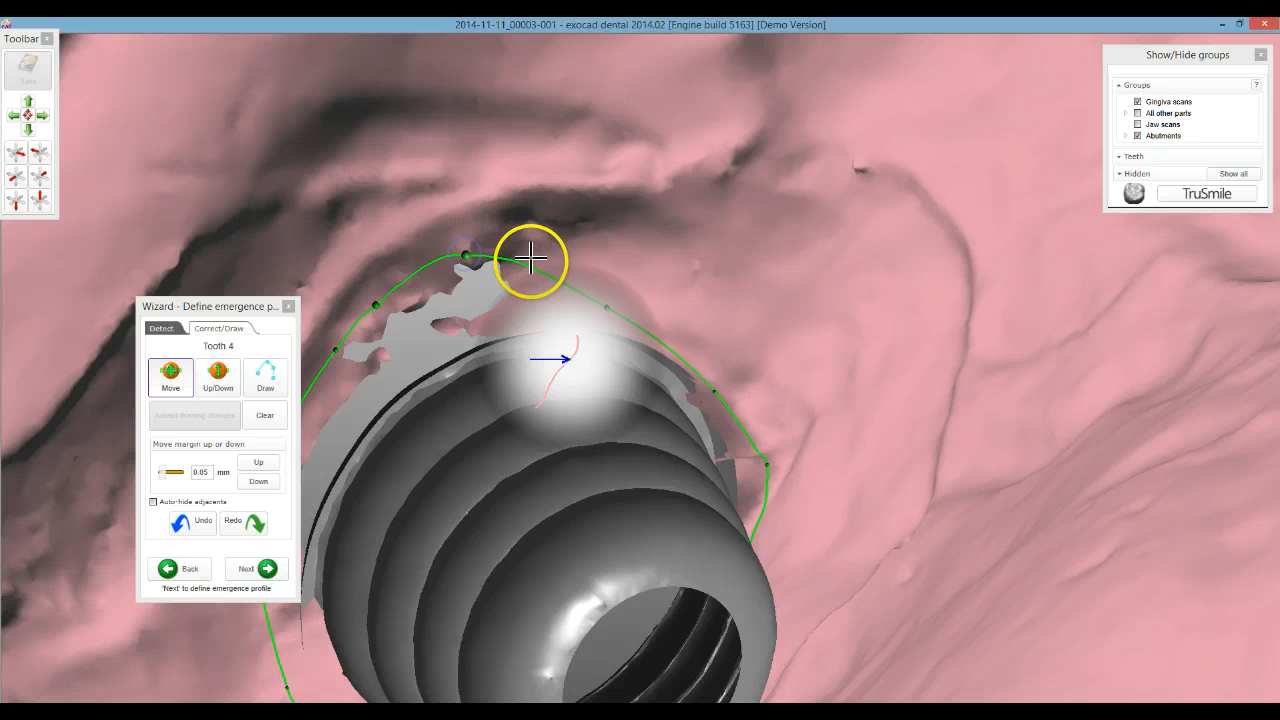 2014-11-11_00003-001 - exocad dental 2014.02 [Engine build 5163] [Demo Version]
Toolbar
Save
Show/Hide groups
Groups
?
Gingiva scans
All other parts
Jaw scans
Abutments
Teeth
Hidden
Show all
TruSmile
Wizard - Define emergence p...
Detect
Correct/Draw
Tooth 4
Move
Up/Down
Draw
Accept drawing changes
Clear
Move margin up or down
0.05
mm
Up
Down
Auto-hide adjacents
Undo
Redo
Back
Next
'Next' to define emergence profile